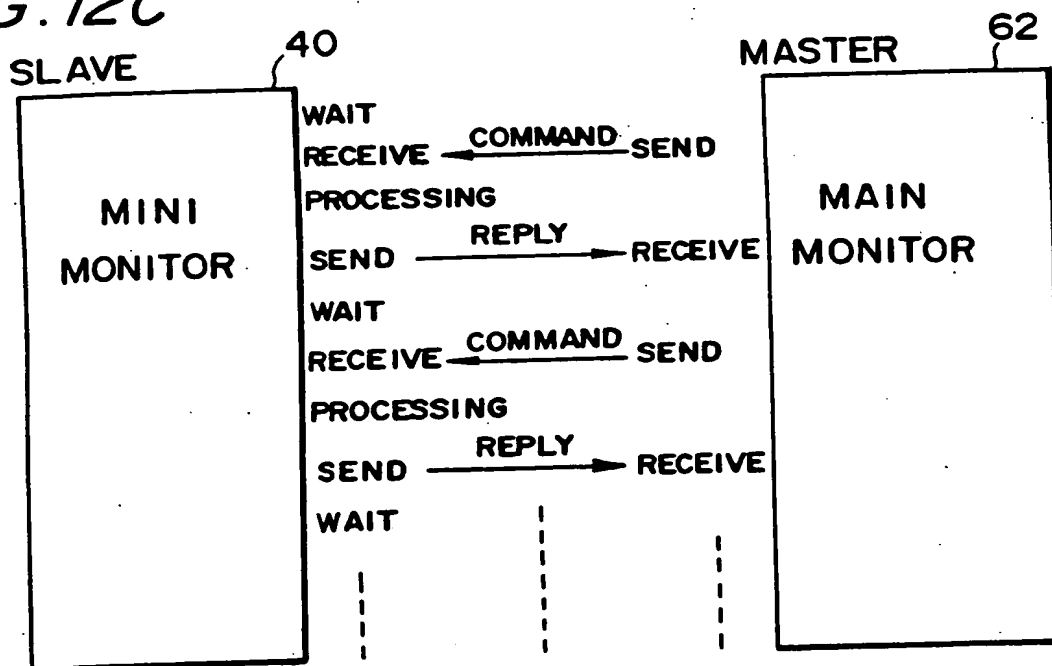 G. 12C
SLAVE 40 MASTER 62
WAIT
RECEIVE COMMAND SEND
PROCESSING
MINI MONITOR
MAIN MONITOR
SEND REPLY RECEIVE
WAIT
RECEIVE COMMAND SEND
PROCESSING
SEND REPLY RECEIVE
WAIT